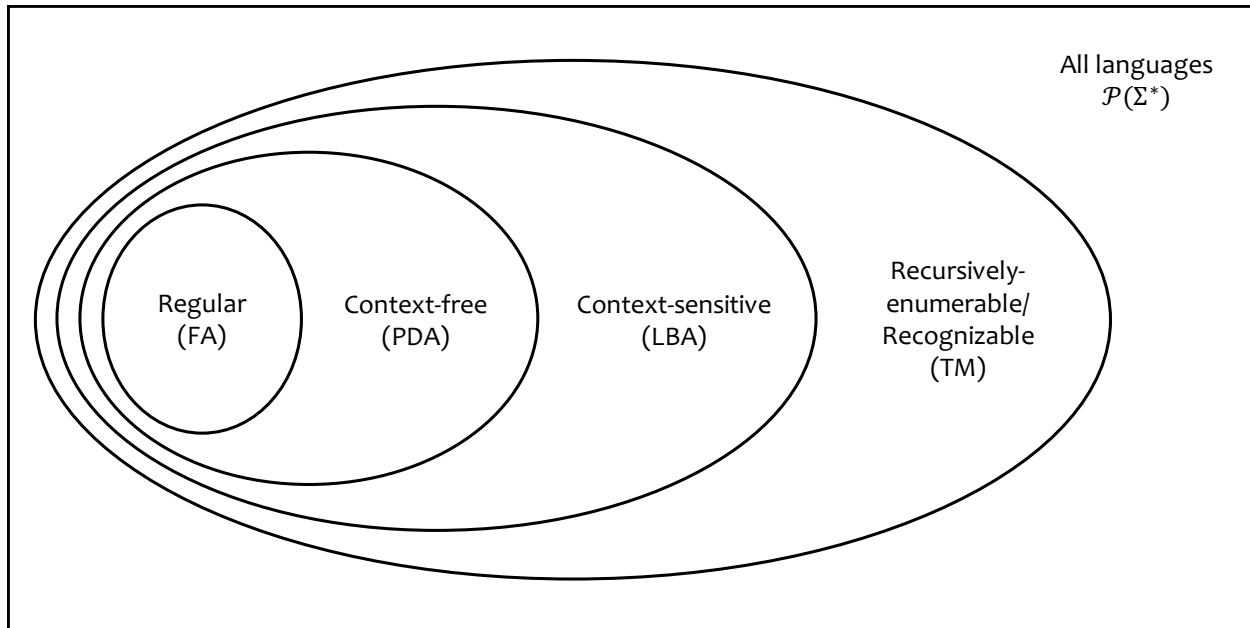 All languages
𝒫(Σ*)
Regular
(FA)
Context-free
(PDA)
Context-sensitive
(LBA)
Recursively-
enumerable/
Recognizable
(TM)